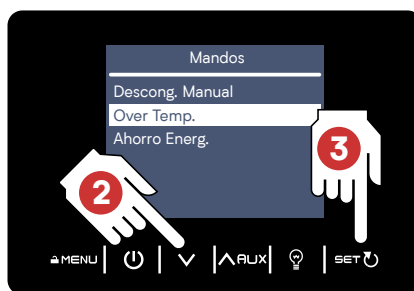 Mandos
Descong. Manual
Over Temp.
Ahorro Energ.
3
2
MENU
AUX
SET